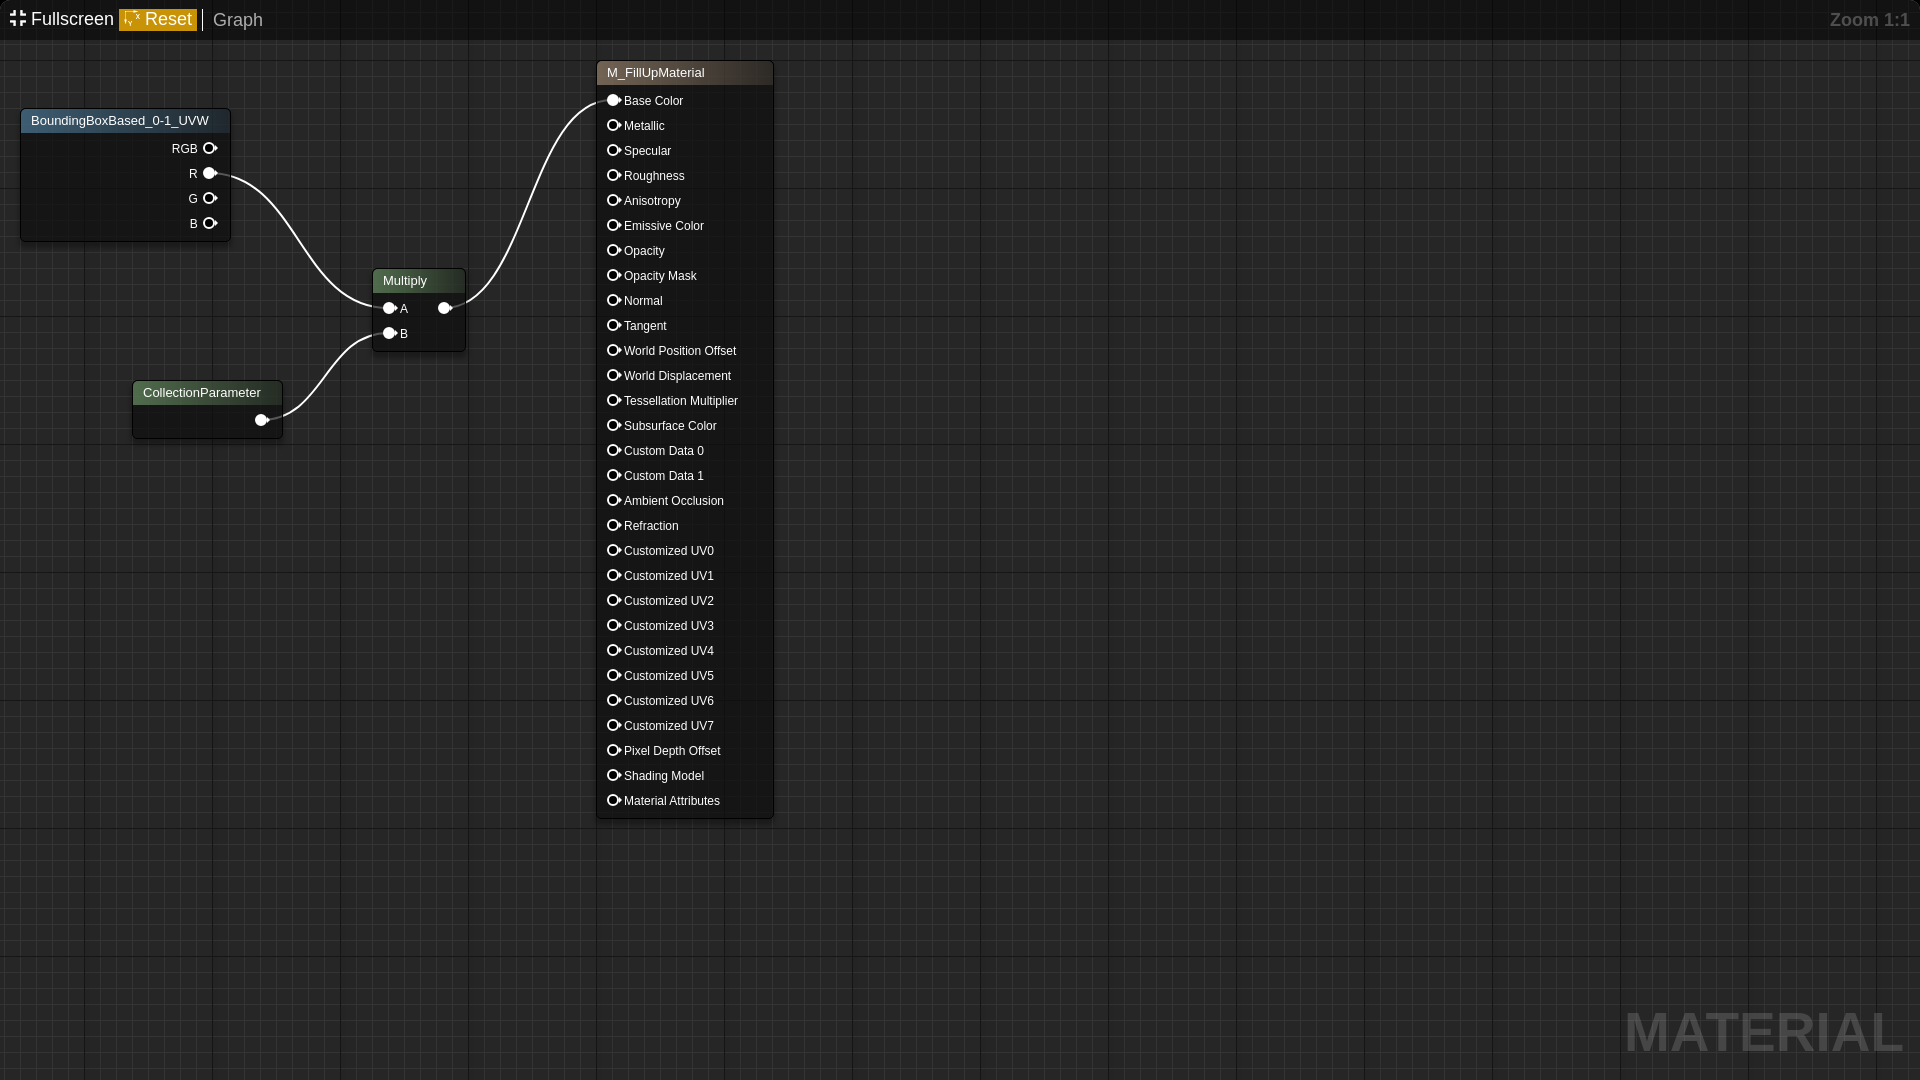 Fullscreen Reset Graph Zoom 1:1
BoundingBoxBased_0-1_UVW
RGB
R
G
B
Multiply
A
B
CollectionParameter
M_FillUpMaterial
Base Color
Metallic
Specular
Roughness
Anisotropy
Emissive Color
Opacity
Opacity Mask
Normal
Tangent
World Position Offset
World Displacement
Tessellation Multiplier
Subsurface Color
Custom Data 0
Custom Data 1
Ambient Occlusion
Refraction
Customized UV0
Customized UV1
Customized UV2
Customized UV3
Customized UV4
Customized UV5
Customized UV6
Customized UV7
Pixel Depth Offset
Shading Model
Material Attributes
MATERIAL